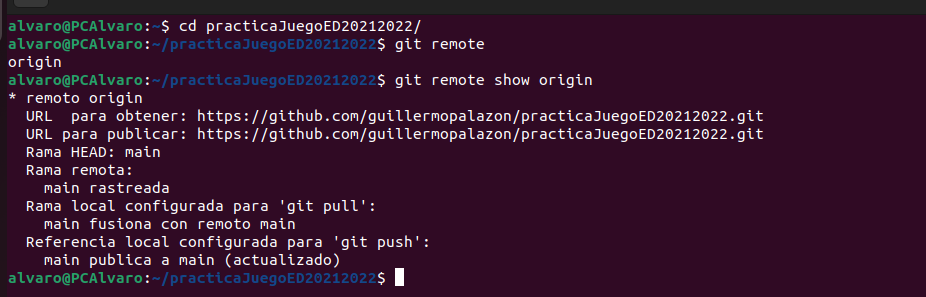 alvaro@PCAlvaro:~$ cd practicaJuegoED20212022/
alvaro@PCAlvaro:~/practicaJuegoED20212022$ git remote
origin
alvaro@PCAlvaro:~/practicaJuegoED20212022$ git remote show origin
* remoto origin
  URL  para obtener: https://github.com/guillermopalazon/practicaJuegoED20212022.git
  URL para publicar: https://github.com/guillermopalazon/practicaJuegoED20212022.git
  Rama HEAD: main
  Rama remota:
    main rastreada
  Rama local configurada para 'git pull':
    main fusiona con remoto main
  Referencia local configurada para 'git push':
    main publica a main (actualizado)
alvaro@PCAlvaro:~/practicaJuegoED20212022$